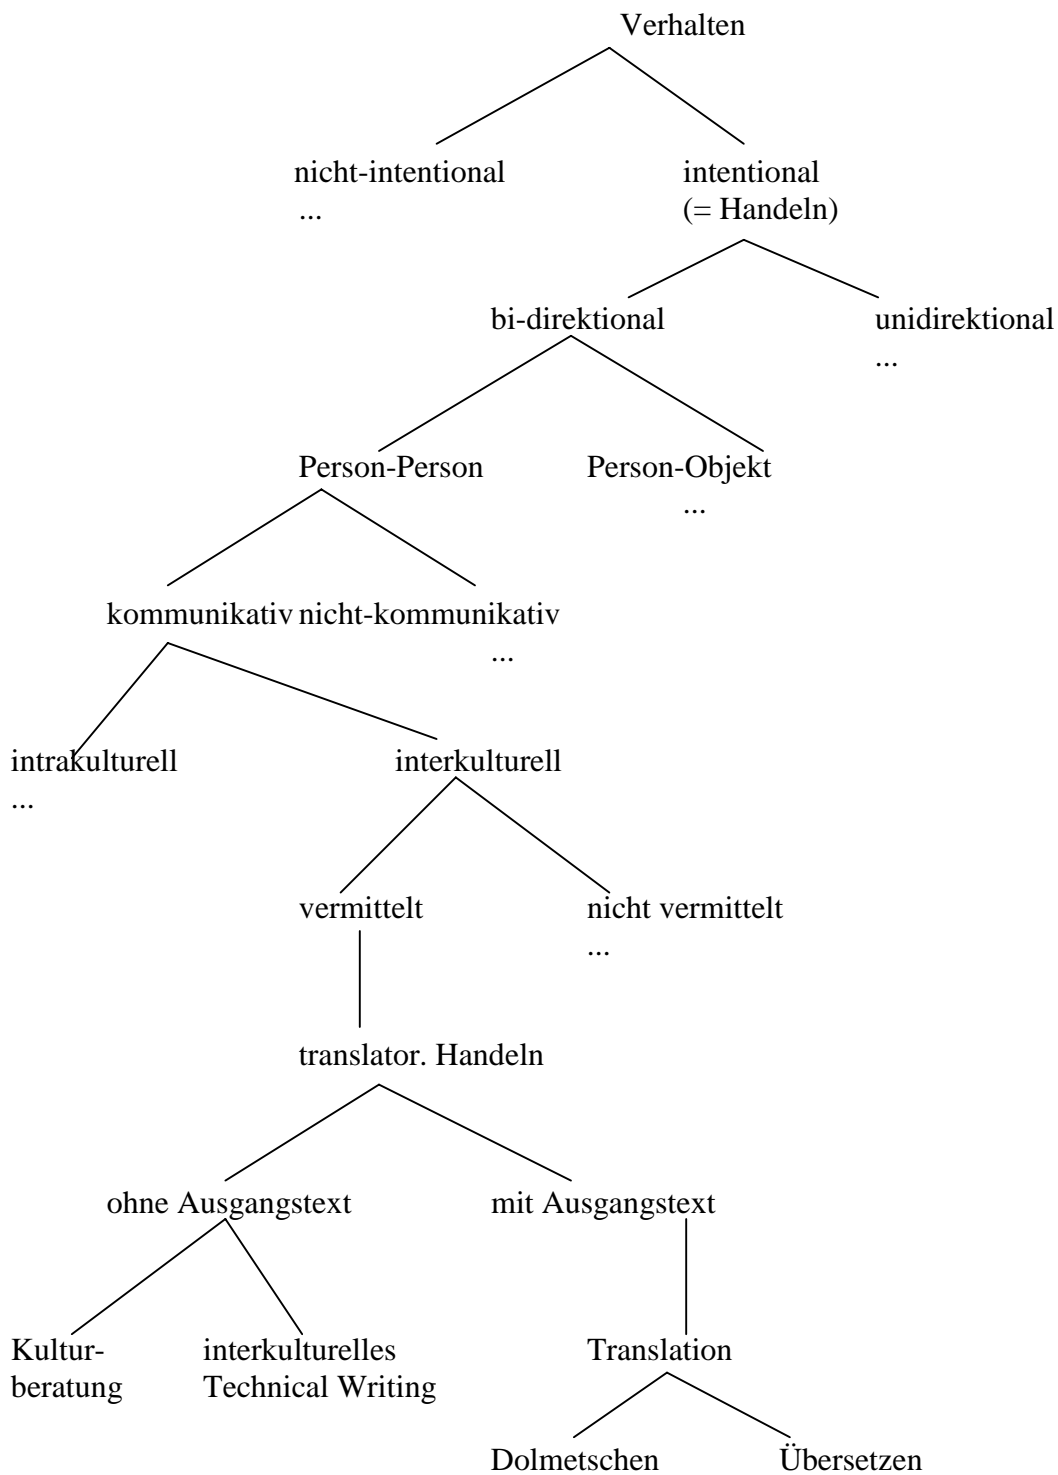 Verhalten
nicht-intentional intentional
... (= Handeln)
bi-direktional unidirektional
...
Person-Person Person-Objekt
...
kommunikativ nicht-kommunikativ
...
intrakulturell interkulturell
...
vermittelt nicht vermittelt
...
translator. Handeln
ohne Ausgangstext mit Ausgangstext
Kultur- interkulturelles Translation
beratung Technical Writing
Dolmetschen Übersetzen